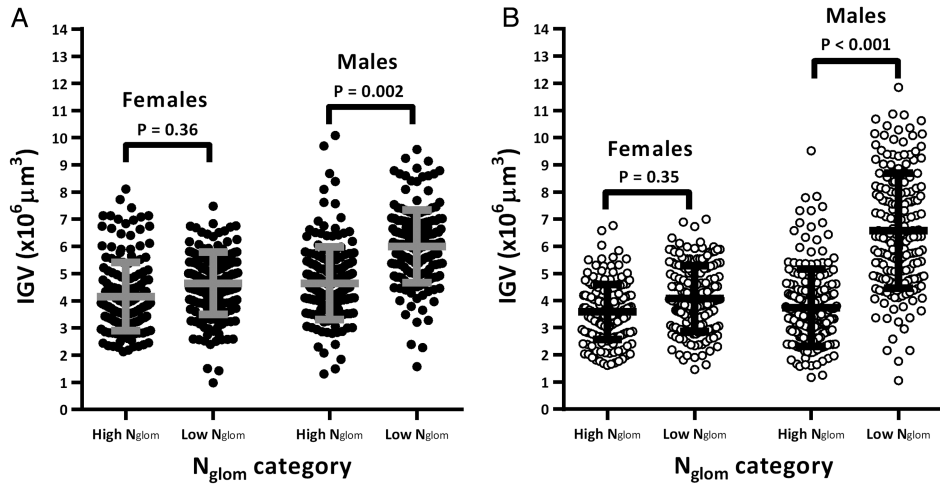 A
IGV (x10⁶μm³)
14
13
12
11
10
9
8
7
6
5
4
3
2
1
0
Females
P = 0.36
Males
P = 0.002
High Nglom
Low Nglom
High Nglom
Low Nglom
Nglom category
B
IGV (x10⁶μm³)
14
13
12
11
10
9
8
7
6
5
4
3
2
1
0
Females
P = 0.35
Males
P < 0.001
High Nglom
Low Nglom
High Nglom
Low Nglom
Nglom category